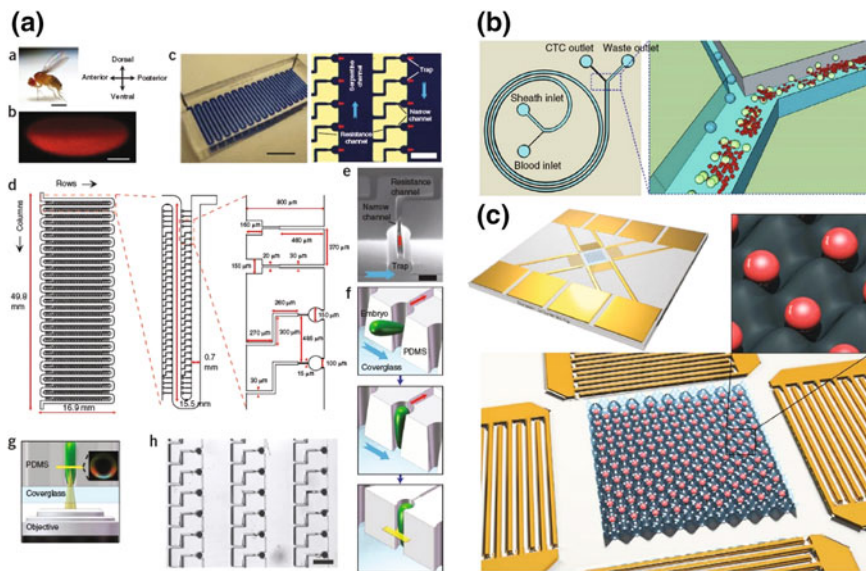 (a)
a
Dorsal
Anterior
Posterior
Ventral
b
c
Serpentine channel
Trap
Narrow channel
Resistance channel
d
Rows
Columns
49.8 mm
16.9 mm
15.5 mm
0.7 mm
800 µm
160 µm
480 µm
370 µm
20 µm
30 µm
150 µm
260 µm
270 µm
300 µm
150 µm
100 µm
15 µm
30 µm
e
Resistance channel
Narrow channel
Trap
f
Embryo
PDMS
Coverglass
g
PDMS
Coverglass
Objective
h
(b)
CTC outlet
Waste outlet
Sheath inlet
Blood inlet
(c)